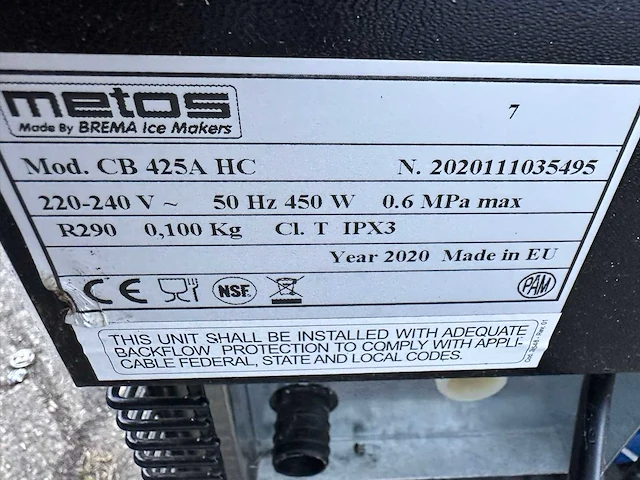 metos
Made By BREMA Ice Makers
7
Mod. CB 425A HC N. 2020111035495
220-240 V ~ 50 Hz 450 W 0.6 MPa max
R290 0,100 Kg Cl. T IPX3
Year 2020 Made in EU
CE NSF. PAM
THIS UNIT SHALL BE INSTALLED WITH ADEQUATE
BACKFLOW PROTECTION TO COMPLY WITH APPLI-
CABLE FEDERAL, STATE AND LOCAL CODES.